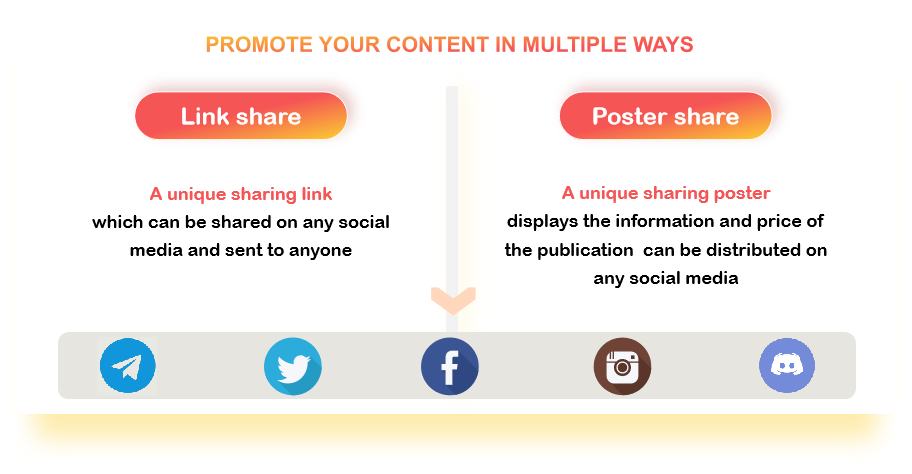 PROMOTE YOUR CONTENT IN MULTIPLE WAYS
Link share
A unique sharing link
which can be shared on any social
media and sent to anyone
Poster share
A unique sharing poster
displays the information and price of
the publication  can be distributed on
any social media